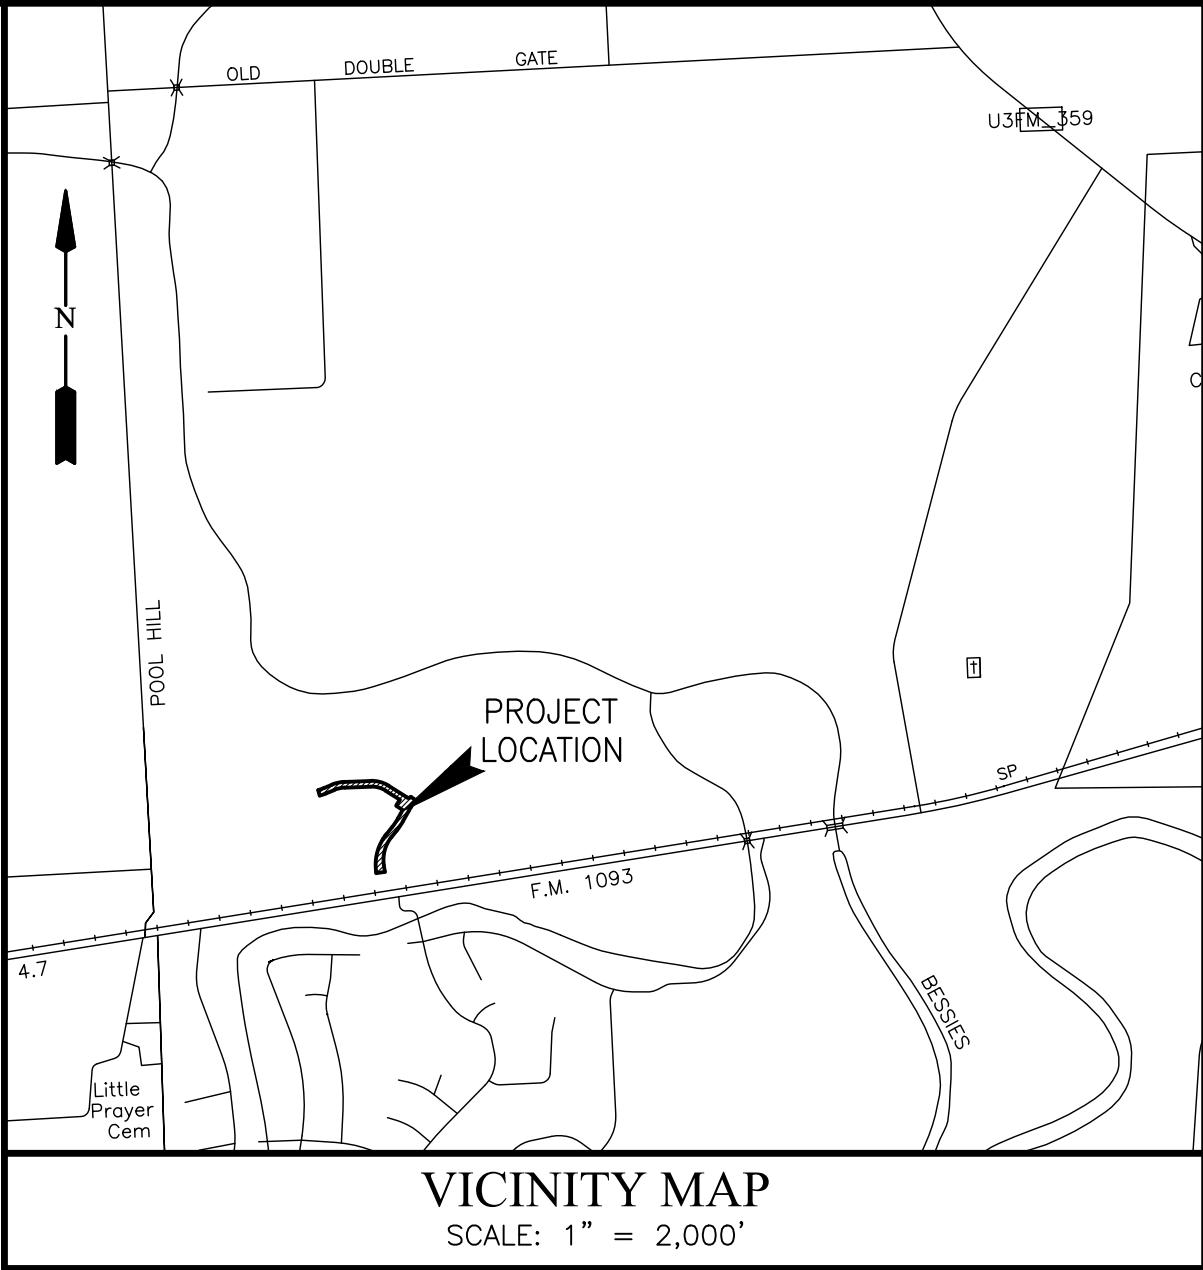 OLD DOUBLE GATE
U3FM_359
N
C
POOL HILL
PROJECT
LOCATION
SP
F.M. 1093
4.7
BESSIES
Little
Prayer
Cem
VICINITY MAP
SCALE: 1" = 2,000'